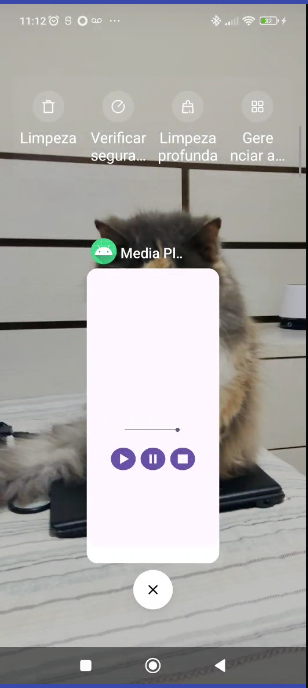 11:12
Limpeza
Verificar
segura...
Limpeza
profunda
Gere
nciar a...
Media Pl..